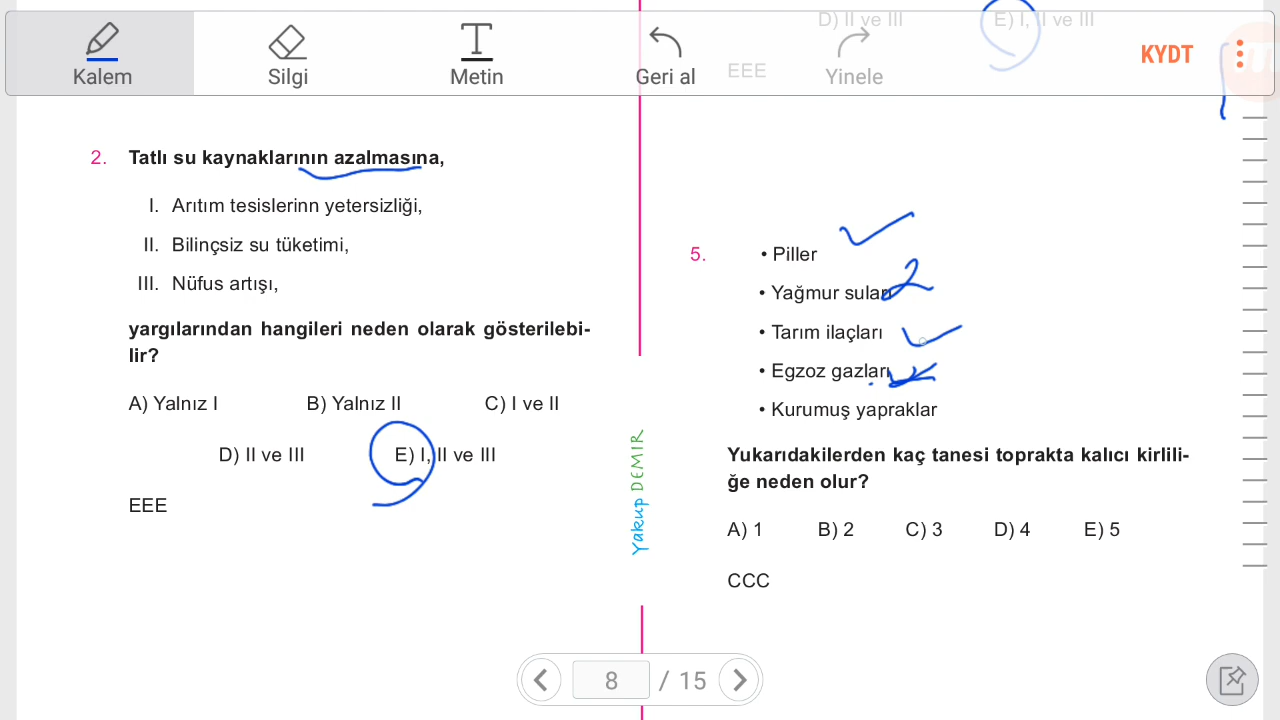 Kalem
Silgi
Metin
Geri al
Yinele
KYDT
D) II ve III E) I, II ve III
EEE
2. Tatlı su kaynaklarının azalmasına,
I. Arıtım tesislerinn yetersizliği,
II. Bilinçsiz su tüketimi,
III. Nüfus artışı,
yargılarından hangileri neden olarak gösterilebi-
lir?
A) Yalnız I B) Yalnız II C) I ve II
D) II ve III E) I, II ve III
EEE
Yakup DEMIR
5. • Piller
• Yağmur suları
2
• Tarım ilaçları
• Egzoz gazları
• Kurumuş yapraklar
Yukarıdakilerden kaç tanesi toprakta kalıcı kirlili-
ğe neden olur?
A) 1 B) 2 C) 3 D) 4 E) 5
CCC
8 / 15